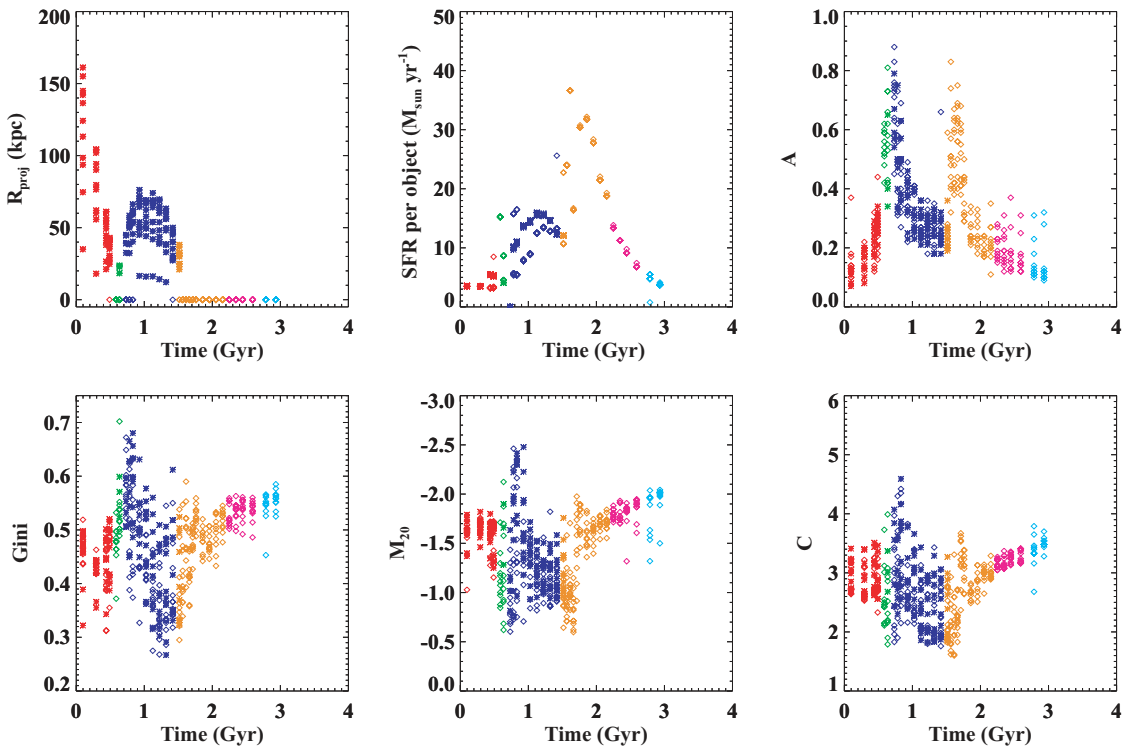 200
150
100
50
0
R_proj (kpc)
0 1 2 3 4
Time (Gyr)
50
40
30
20
10
0
SFR per object (M_sun yr^-1)
0 1 2 3 4
Time (Gyr)
1.0
0.8
0.6
0.4
0.2
0.0
A
0 1 2 3 4
Time (Gyr)
0.7
0.6
0.5
0.4
0.3
0.2
Gini
0 1 2 3 4
Time (Gyr)
-3.0
-2.5
-2.0
-1.5
-1.0
-0.5
0.0
M_20
0 1 2 3 4
Time (Gyr)
6
5
4
3
2
1
C
0 1 2 3 4
Time (Gyr)